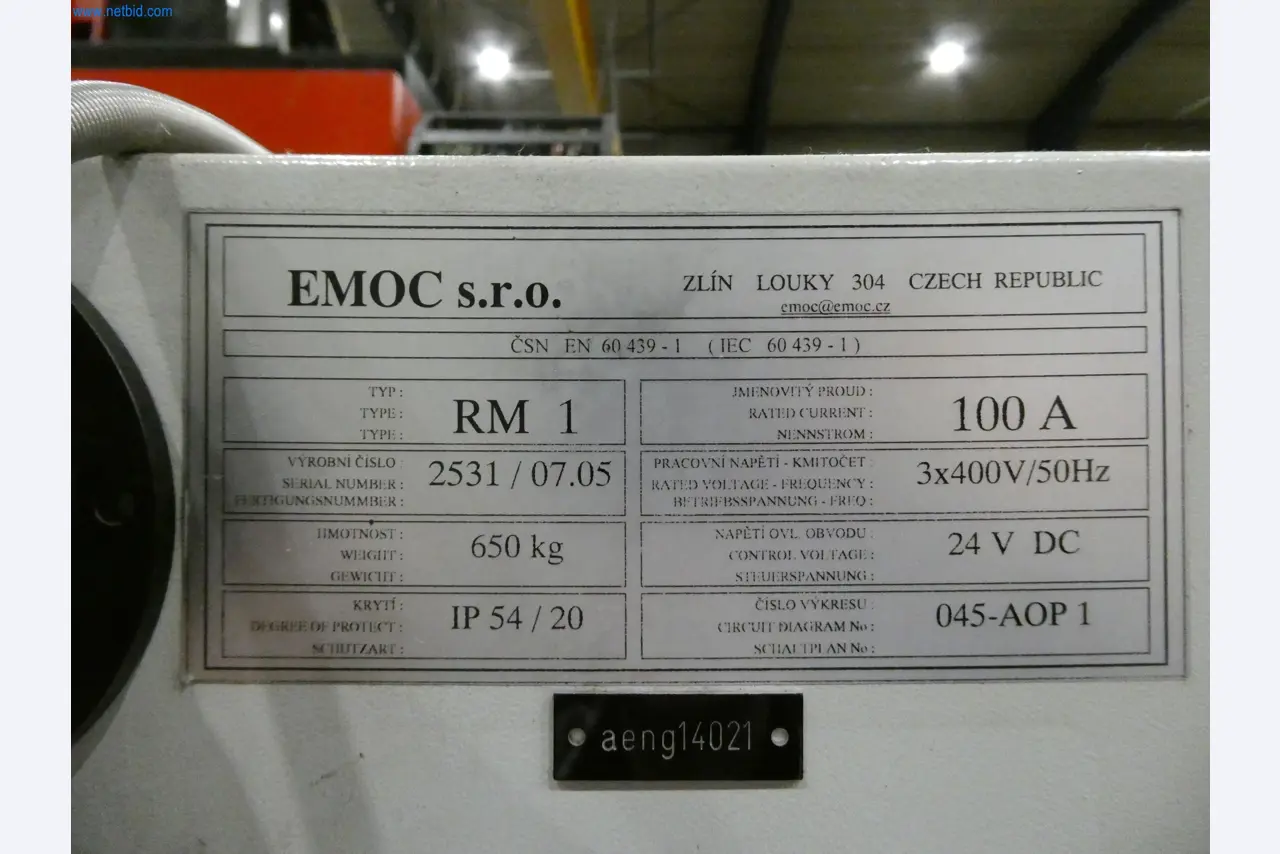 www.netbid.com
EMOC s.r.o.
ZLÍN LOUKY 304 CZECH REPUBLIC
emoc@emoc.cz
ČSN EN 60 439 - 1 ( IEC 60 439 - 1 )
TYP :
TYPE :
TYPE :
RM 1
JMENOVITÝ PROUD :
RATED CURRENT :
NENNSTROM :
100 A
VÝROBNÍ ČÍSLO
SERIAL NUMBER :
FERTIGUNGSNUMMBER :
2531 / 07.05
PRACOVNÍ NAPĚTÍ - KMITOČET
RATED VOLTAGE - FREQUENCY :
BETRIEBSSPANNUNG - FREQ :
3x400V/50Hz
HMOTNOST :
WEIGHT :
GEWICHT :
650 kg
NAPĚTÍ OVL. OBVODU :
CONTROL VOLTAGE :
STEUERSPANNUNG :
24 V DC
KRYTÍ :
DEGREE OF PROTECT :
SCHUTZART :
IP 54 / 20
ČÍSLO VÝKRESU
CIRCUIT DIAGRAM No :
SCHALTPLAN No :
045-AOP 1
aeng14021